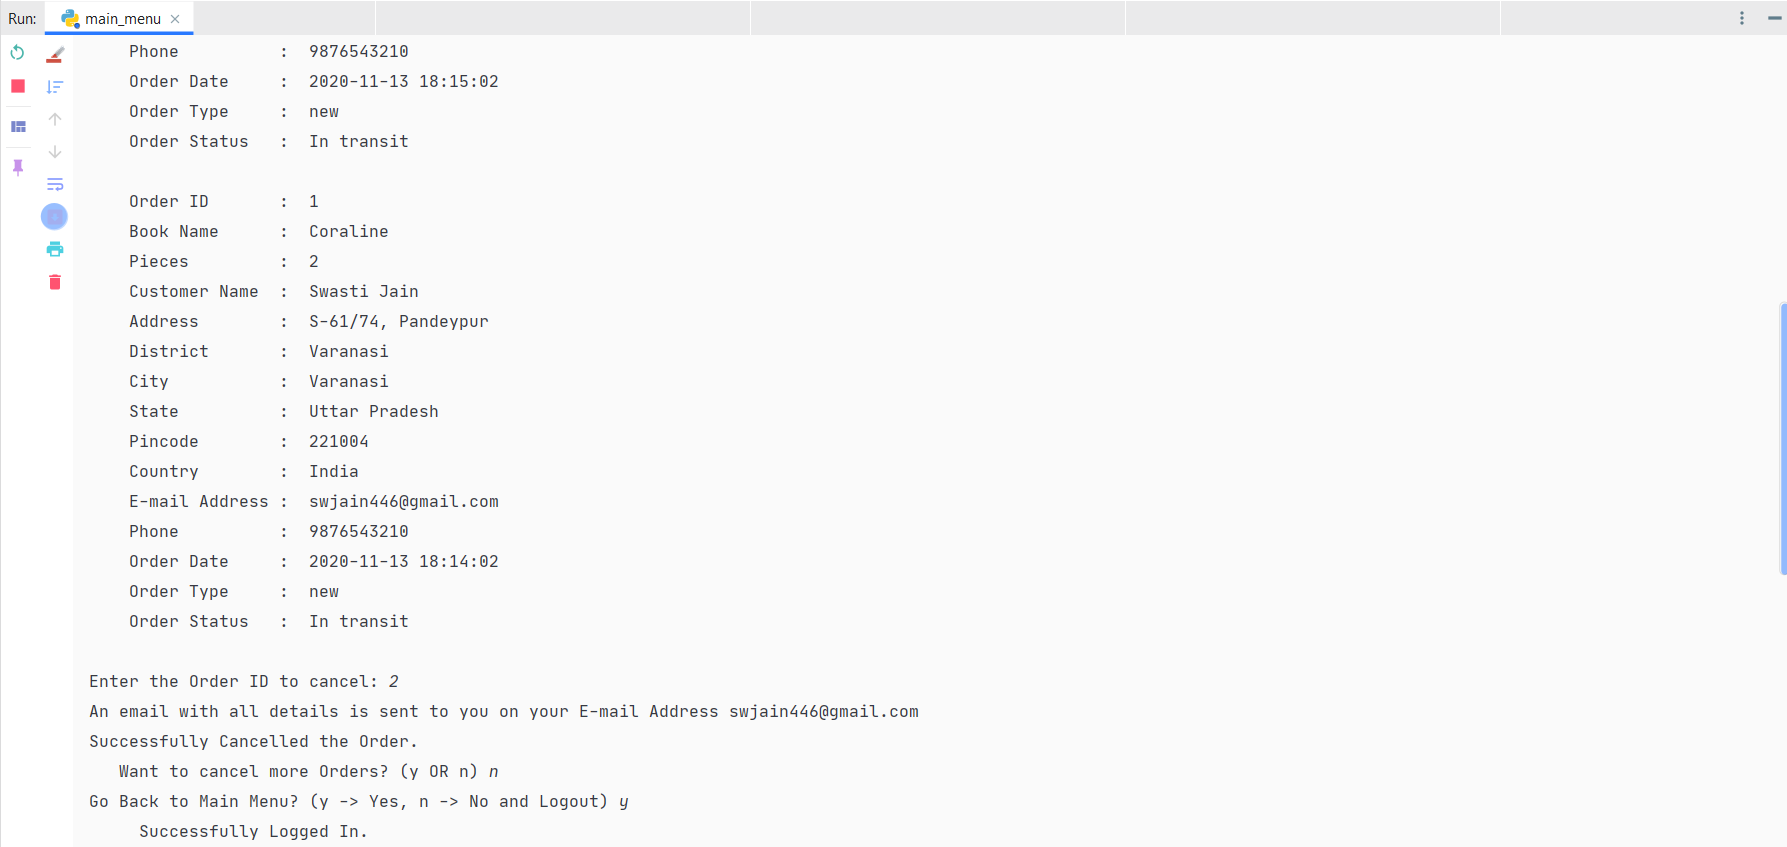 Run: main_menu
Phone : 9876543210
Order Date : 2020-11-13 18:15:02
Order Type : new
Order Status : In transit
Order ID : 1
Book Name : Coraline
Pieces : 2
Customer Name : Swasti Jain
Address : S-61/74, Pandeypur
District : Varanasi
City : Varanasi
State : Uttar Pradesh
Pincode : 221004
Country : India
E-mail Address : swjain446@gmail.com
Phone : 9876543210
Order Date : 2020-11-13 18:14:02
Order Type : new
Order Status : In transit
Enter the Order ID to cancel: 2
An email with all details is sent to you on your E-mail Address swjain446@gmail.com
Successfully Cancelled the Order.
Want to cancel more Orders? (y OR n) n
Go Back to Main Menu? (y -> Yes, n -> No and Logout) y
Successfully Logged In.